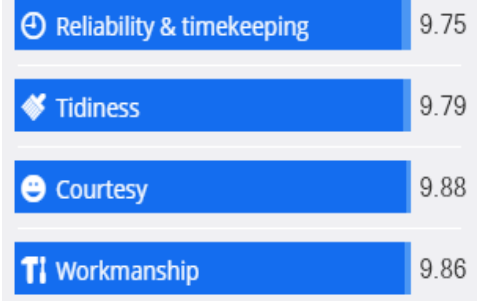 Reliability & timekeeping 9.75
Tidiness 9.79
Courtesy 9.88
Workmanship 9.86